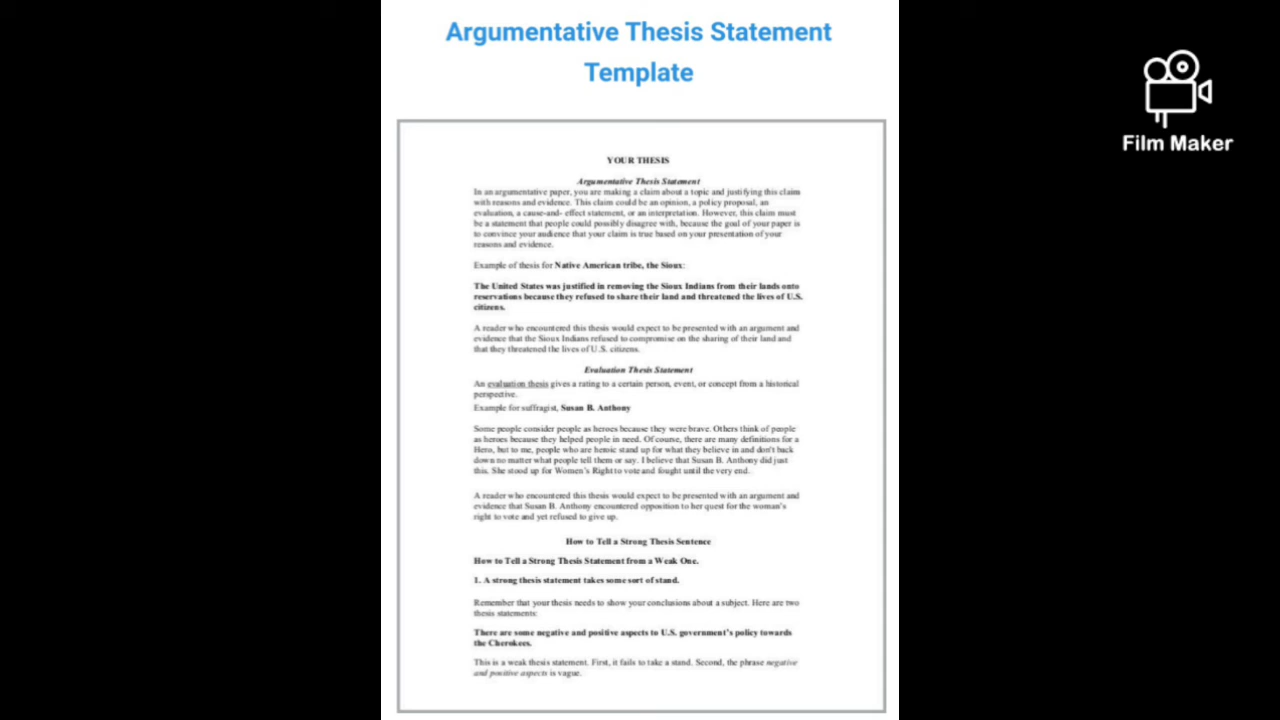 Argumentative Thesis Statement
Template
Film Maker
YOUR THESIS
Argumentative Thesis Statement
In an argumentative paper, you are making a claim about a topic and justifying this claim
with reasons and evidence. This claim could be an opinion, a policy proposal, an
evaluation, a cause-and- effect statement, or an interpretation. However, this claim must
be a statement that people could possibly disagree with, because the goal of your paper is
to convince your audience that your claim is true based on your presentation of your
reasons and evidence.
Example of thesis for Native American tribe, the Sioux:
The United States was justified in removing the Sioux Indians from their lands onto
reservations because they refused to share their land and threatened the lives of U.S.
citizens.
A reader who encountered this thesis would expect to be presented with an argument and
evidence that the Sioux Indians refused to compromise on the sharing of their land and
that they threatened the lives of U.S. citizens.
Evaluation Thesis Statement
An evaluation thesis gives a rating to a certain person, event, or concept from a historical
perspective.
Example for suffragist, Susan B. Anthony
Some people consider people as heroes because they were brave. Others think of people
as heroes because they helped people in need. Of course, there are many definitions for a
Hero, but to me, people who are heroic stand up for what they believe in and don't back
down no matter what people tell them or say. I believe that Susan B. Anthony did just
this. She stood up for Women's Right to vote and fought until the very end.
A reader who encountered this thesis would expect to be presented with an argument and
evidence that Susan B. Anthony encountered opposition to her quest for the woman's
right to vote and yet refused to give up.
How to Tell a Strong Thesis Sentence
How to Tell a Strong Thesis Statement from a Weak One.
1. A strong thesis statement takes some sort of stand.
Remember that your thesis needs to show your conclusions about a subject. Here are two
thesis statements:
There are some negative and positive aspects to U.S. government's policy towards
the Cherokees.
This is a weak thesis statement. First, it fails to take a stand. Second, the phrase negative
and positive aspects is vague.